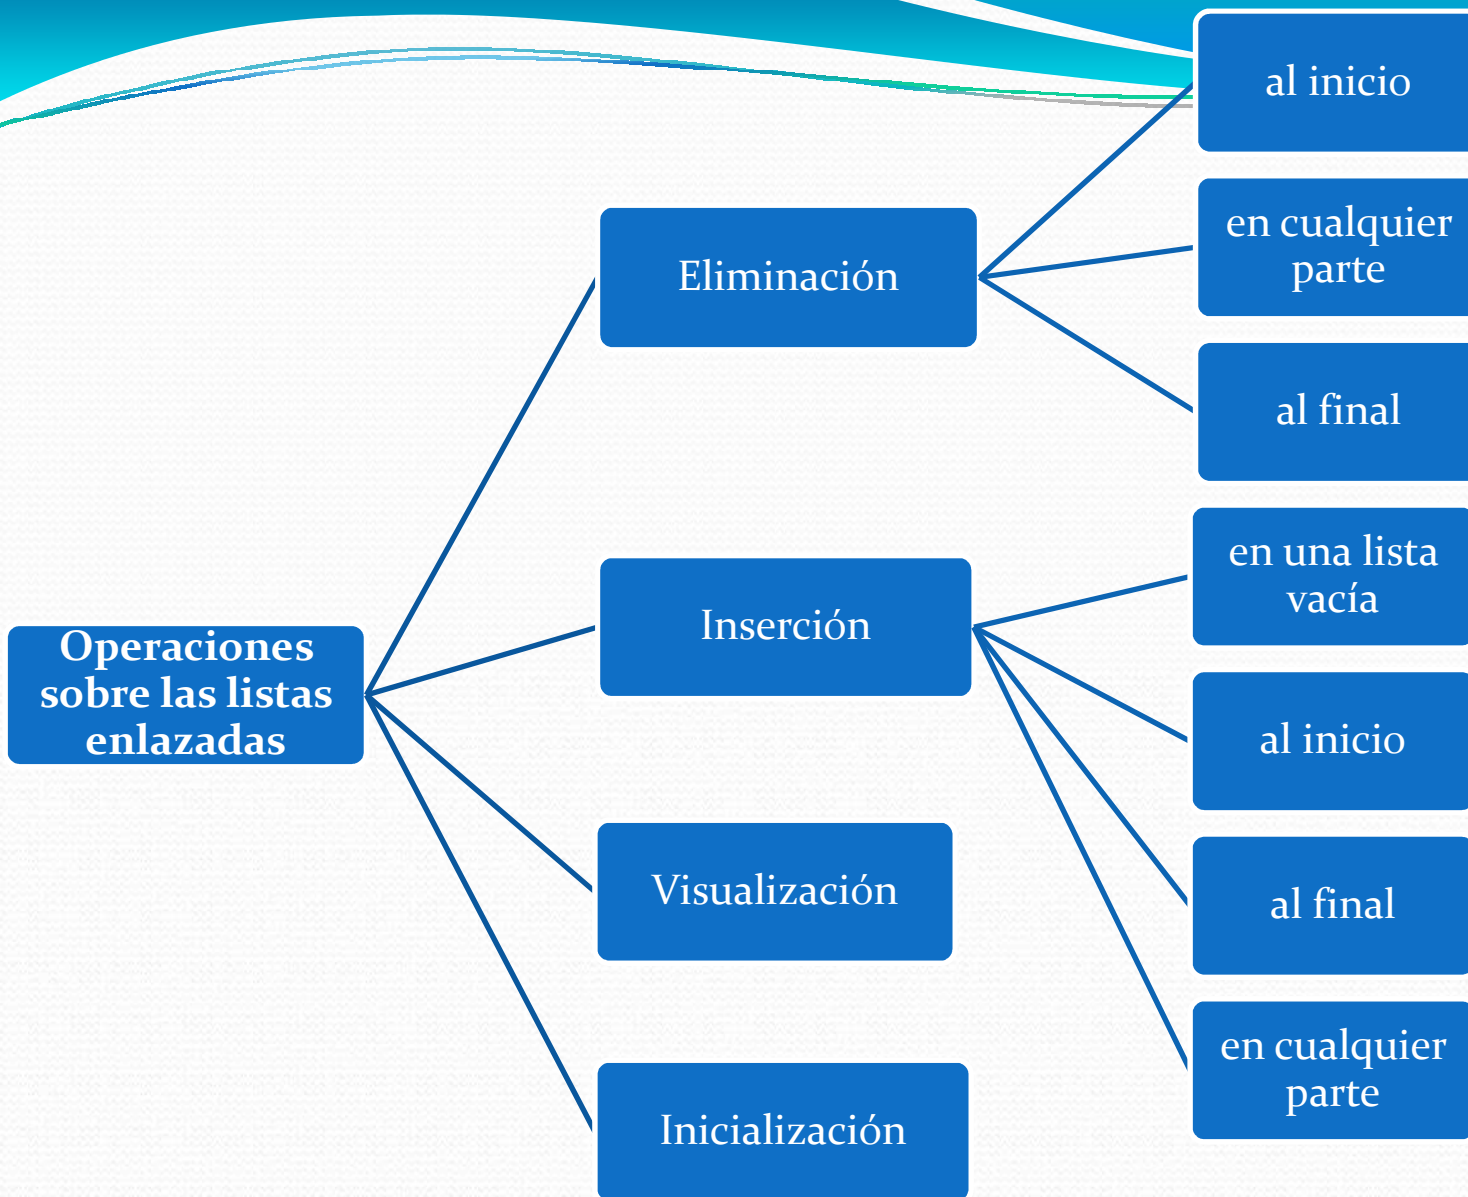 Operaciones
sobre las listas
enlazadas
Eliminación
al inicio
en cualquier
parte
al final
Inserción
en una lista
vacía
al inicio
al final
en cualquier
parte
Visualización
Inicialización